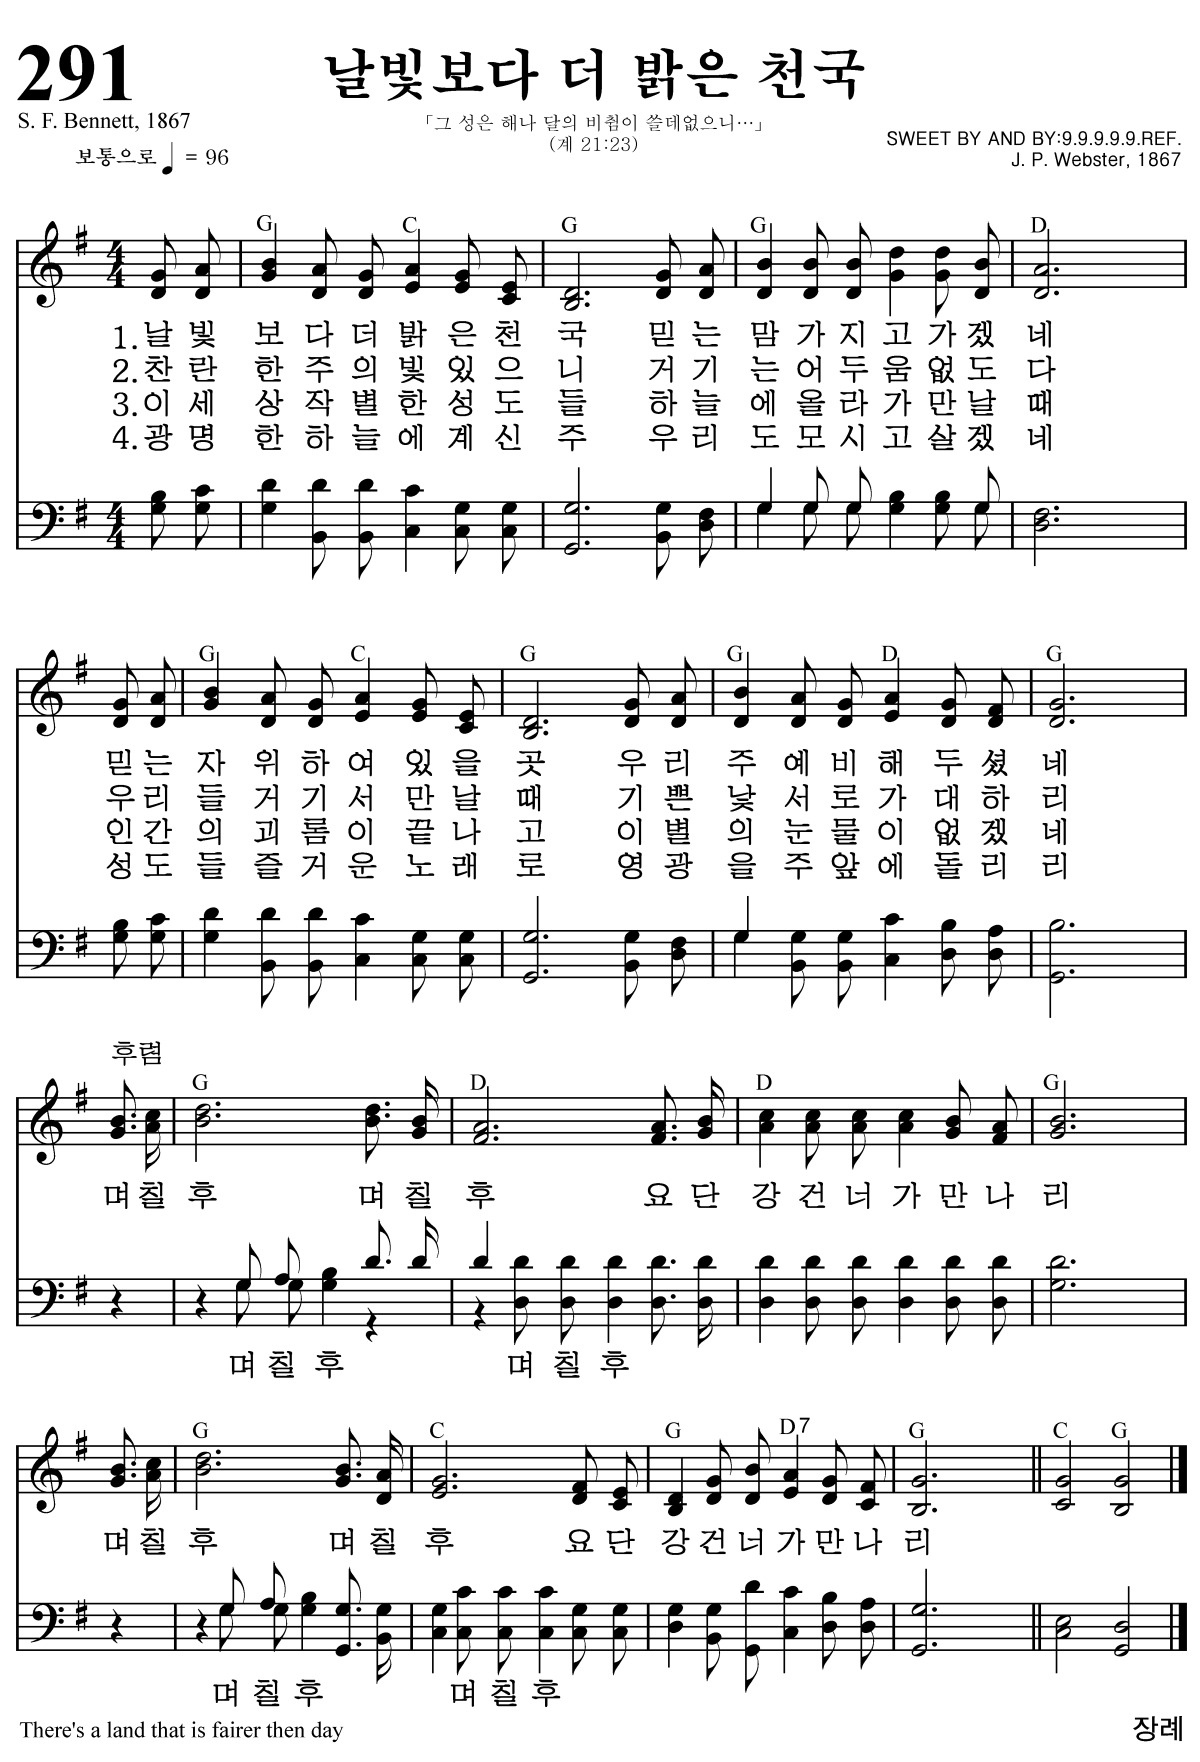 291
날빛보다 더 밝은 천국
S. F. Bennett, 1867
「그 성은 해나 달의 비침이 쓸데없으니…」
(계 21:23)
보통으로 ♩ = 96
SWEET BY AND BY:9.9.9.9.9.REF.
J. P. Webster, 1867
G C G G D
1. 날 빛 보 다 더 밝 은 천 국 믿 는 맘 가 지 고 가 겠 네
2. 찬 란 한 주 의 빛 있 으 니 거 기 는 어 두 움 없 도 다
3. 이 세 상 작 별 한 성 도 들 하 늘 에 올 라 가 만 날 때
4. 광 명 한 하 늘 에 계 신 주 우 리 도 모 시 고 살 겠 네
G C G G D G
믿 는 자 위 하 여 있 을 곳 우 리 주 예 비 해 두 셨 네
우 리 들 거 기 서 만 날 때 기 쁜 낯 서 로 가 대 하 리
인 간 의 괴 롬 이 끝 나 고 이 별 의 눈 물 이 없 겠 네
성 도 들 즐 거 운 노 래 로 영 광 을 주 앞 에 돌 리 리
후렴
G D D G
며 칠 후 며 칠 후 요 단 강 건 너 가 만 나 리
며 칠 후 며 칠 후
G C G D7 G C G
며 칠 후 며 칠 후 요 단 강 건 너 가 만 나 리
며 칠 후 며 칠 후
There's a land that is fairer then day
장례